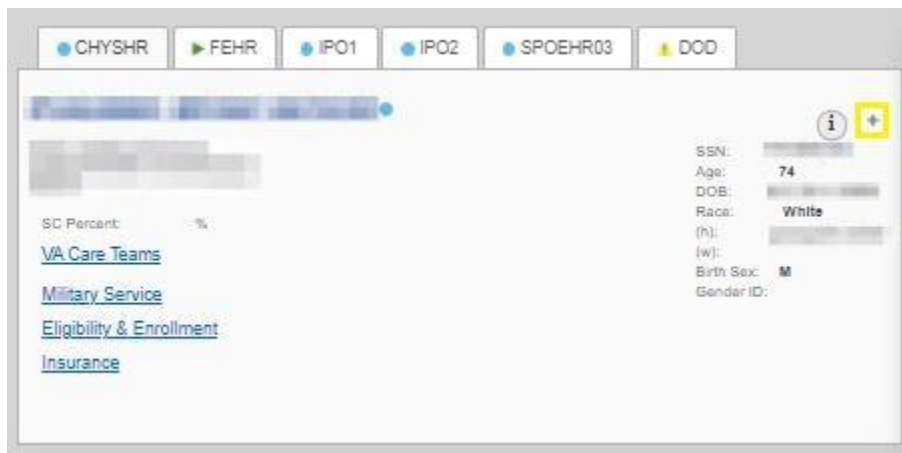 CHYSHR FEHR IPO1 IPO2 SPOEHR03 DOD
i +
SSN:
Age: 74
DOB:
Race: White
(h):
(w):
Birth Sex: M
Gender ID:
SC Percent: %
VA Care Teams
Military Service
Eligibility & Enrollment
Insurance